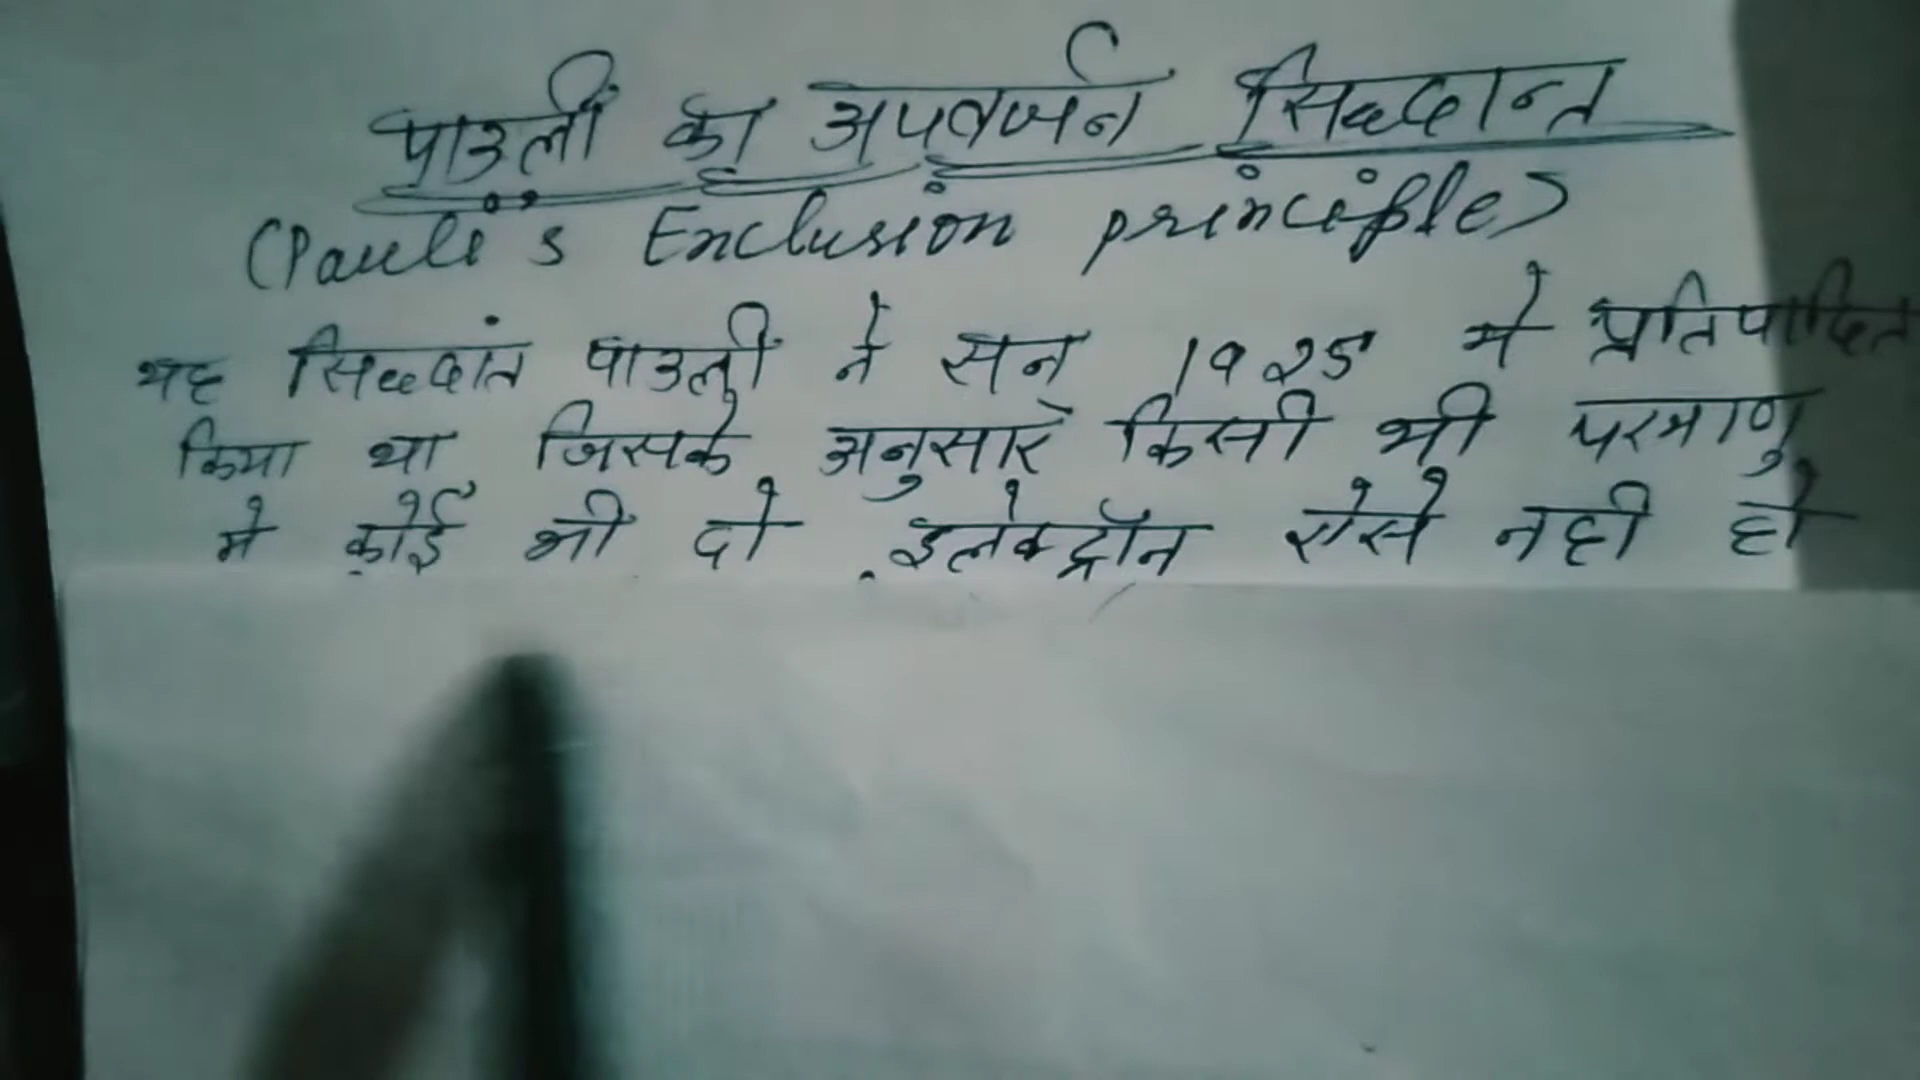 पाउली का अपवर्जन सिद्धान्त
(Pauli's Exclusion principle)
यह सिद्धांत पाउली ने सन 1925 मे प्रतिपादित
किया था जिसके अनुसार किसी भी परमाणु
मे कोई भी दो इलेक्ट्रॉन ऐसे नही हो